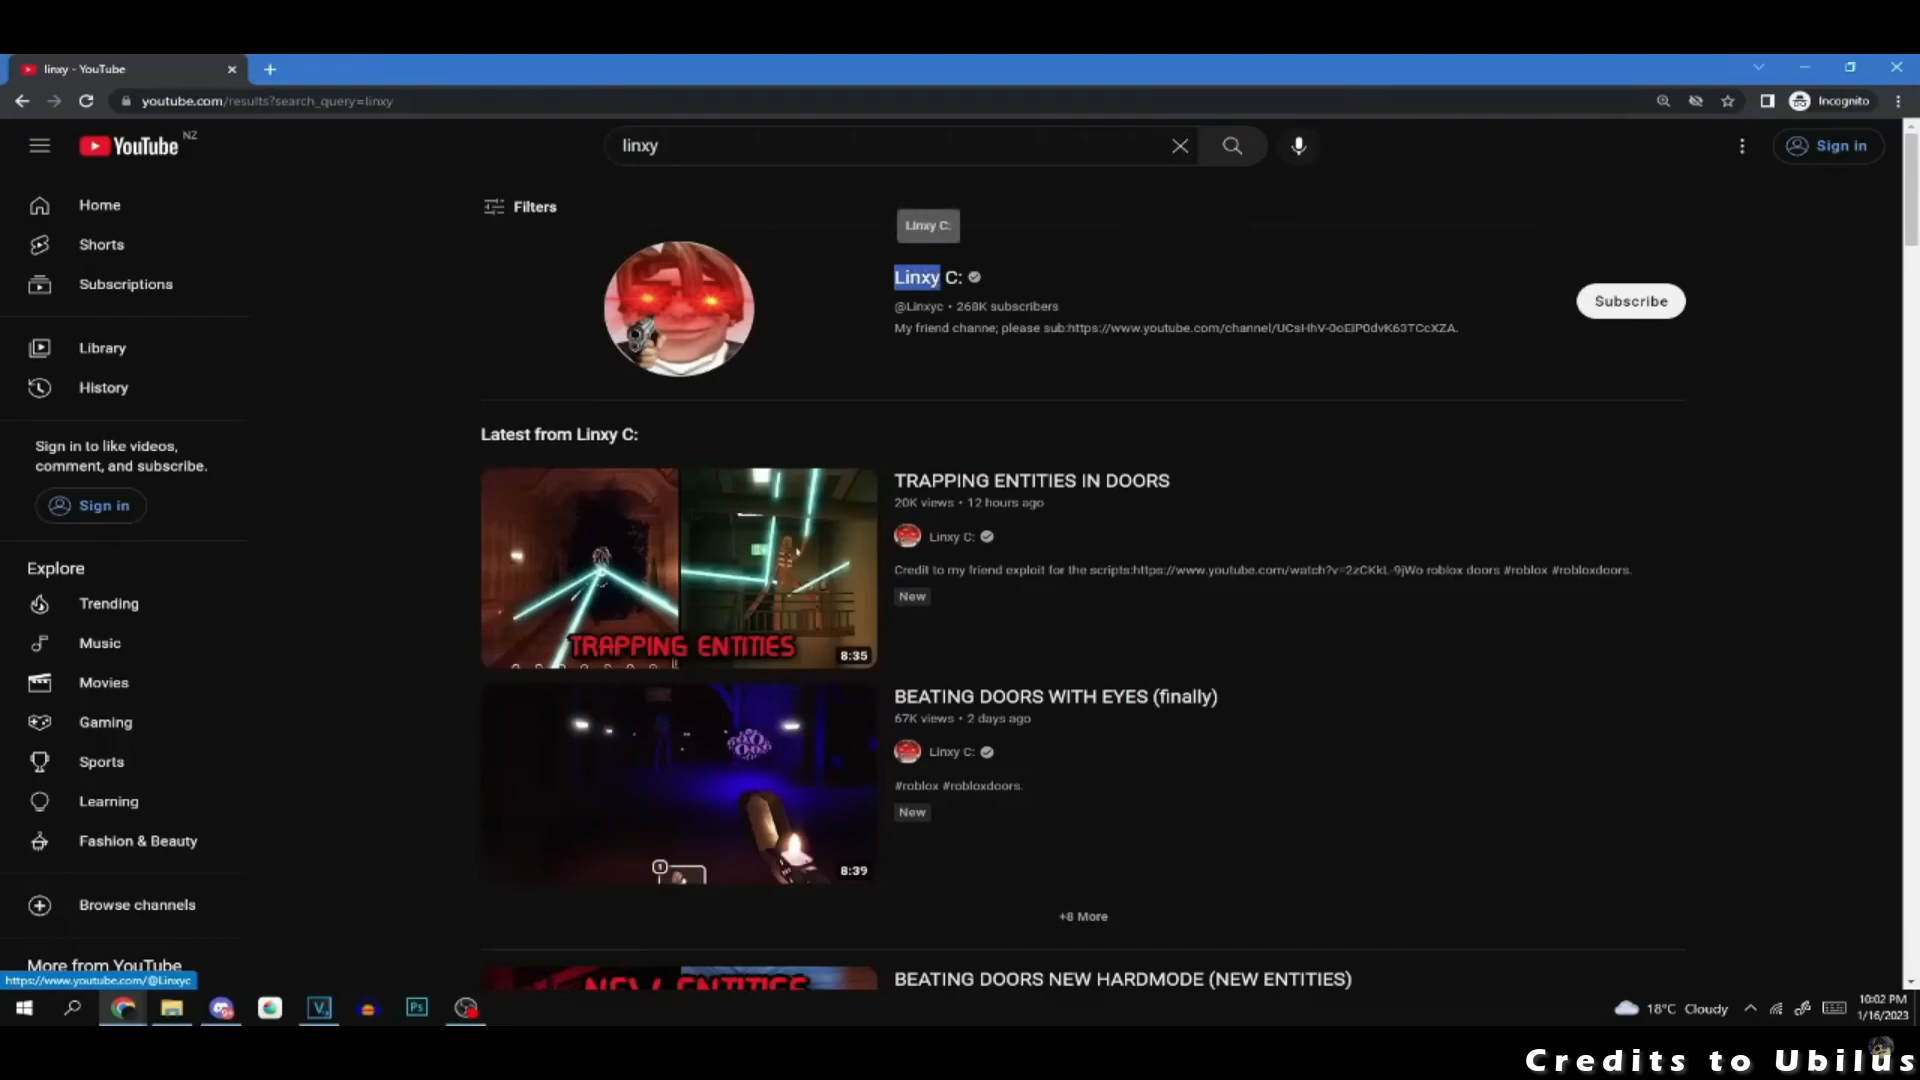 linxy - YouTube
youtube.com/results?search_query=linxy
Incognito
YouTube NZ
linxy
Sign in
Home
Shorts
Subscriptions
Library
History
Sign in to like videos,
comment, and subscribe.
Sign in
Explore
Trending
Music
Movies
Gaming
Sports
Learning
Fashion & Beauty
Browse channels
More from YouTube
https://www.youtube.com/@Linxyc
Filters
Linxy C:
Linxy C:
@Linxyc • 268K subscribers
My friend channe; please sub:https://www.youtube.com/channel/UCsHhV-0oEiP0dvK63TCcXZA.
Subscribe
Latest from Linxy C:
TRAPPING ENTITIES
8:35
TRAPPING ENTITIES IN DOORS
20K views • 12 hours ago
Linxy C:
Credit to my friend exploit for the scripts:https://www.youtube.com/watch?v=2zCKkL-9jWo roblox doors #roblox #robloxdoors.
New
1
8:39
BEATING DOORS WITH EYES (finally)
67K views • 2 days ago
Linxy C:
#roblox #robloxdoors.
New
+8 More
NEW ENTITIES
BEATING DOORS NEW HARDMODE (NEW ENTITIES)
Ps
18°C Cloudy
10:02 PM
1/16/2023
Credits to Ubilus